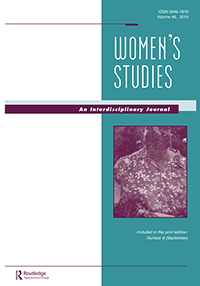 ISSN 0049-7878
Volume 48, 2019
WOMEN'S
STUDIES
An Interdisciplinary Journal
Included in this print edition:
Number 6 (September)
Routledge
Taylor & Francis Group